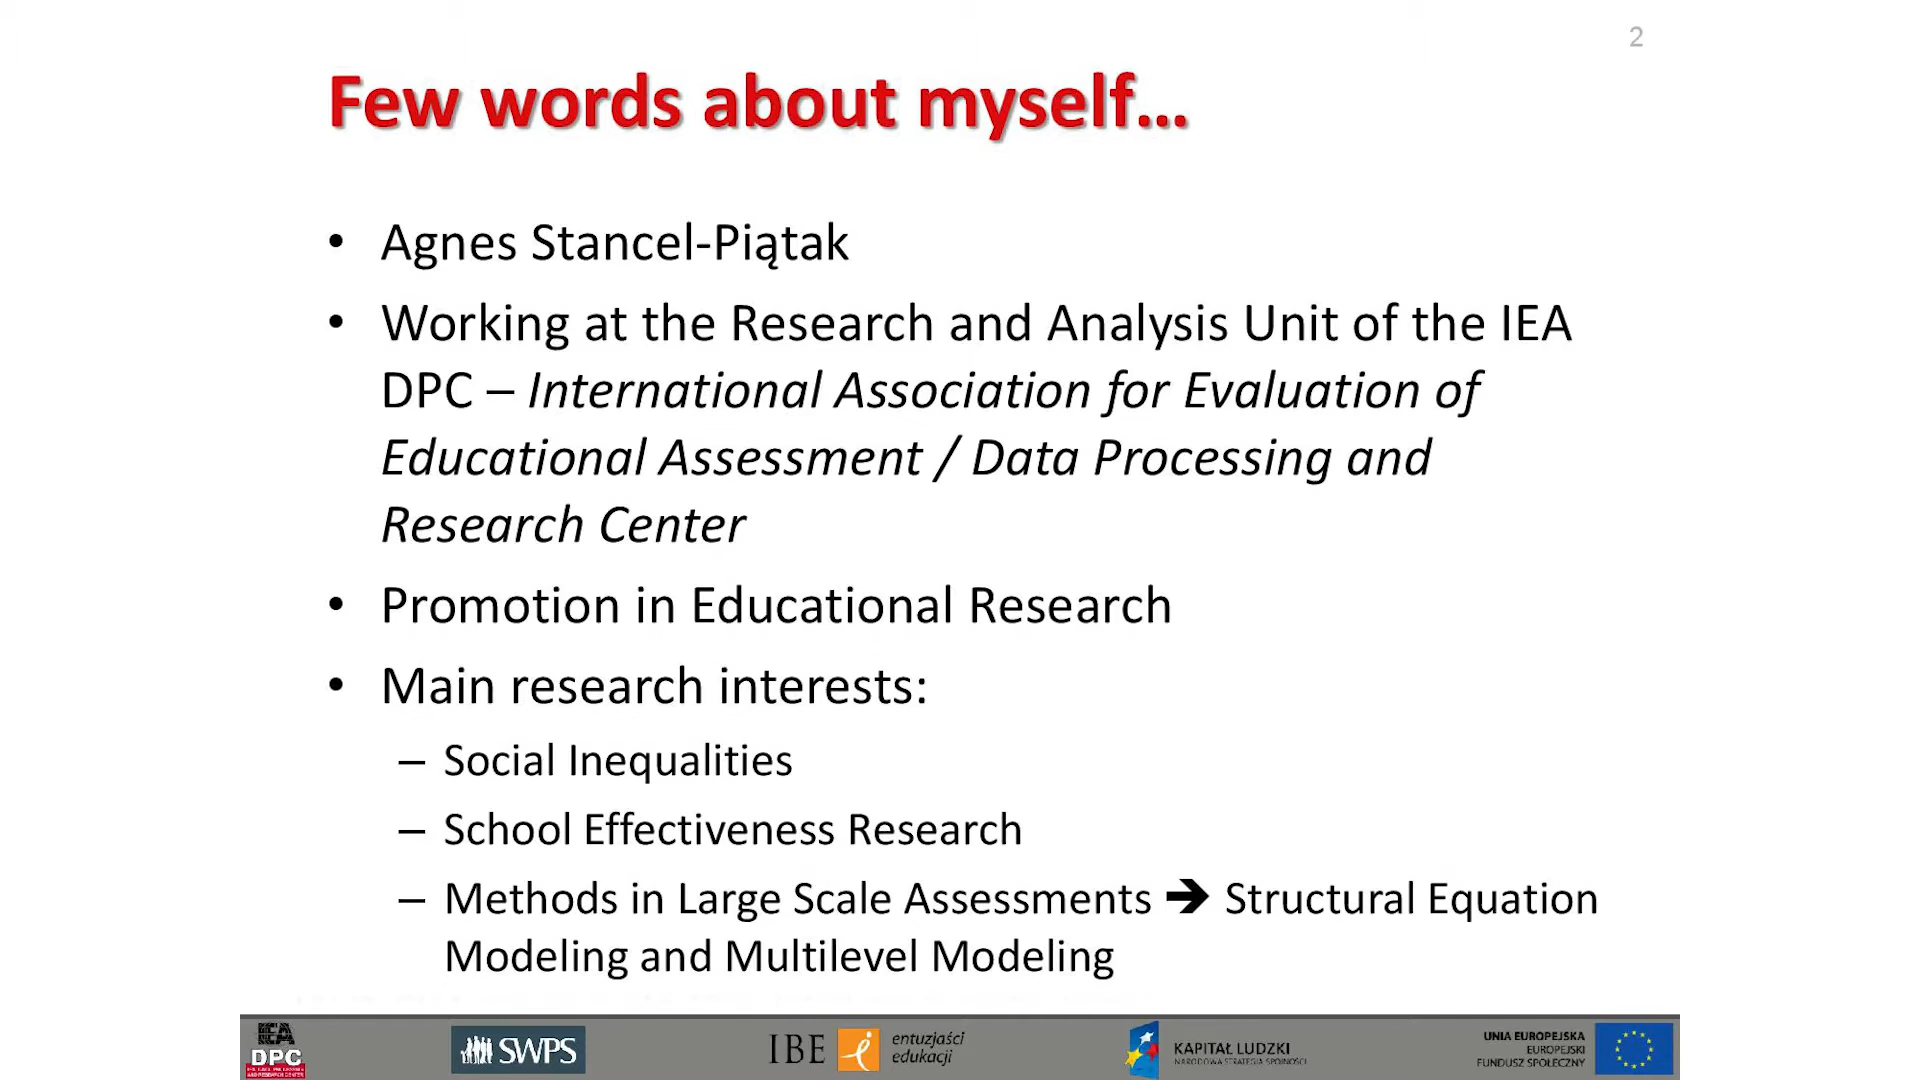 2
Few words about myself...
• Agnes Stancel-Piątak
• Working at the Research and Analysis Unit of the IEA
DPC – International Association for Evaluation of
Educational Assessment / Data Processing and
Research Center
• Promotion in Educational Research
• Main research interests:
– Social Inequalities
– School Effectiveness Research
– Methods in Large Scale Assessments ➔ Structural Equation
Modeling and Multilevel Modeling
IEA
DPC
SWPS
IBE
entuzjaści
edukacji
KAPITAŁ LUDZKI
NARODOWA STRATEGIA SPÓJNOŚCI
UNIA EUROPEJSKA
EUROPEJSKI
FUNDUSZ SPOŁECZNY